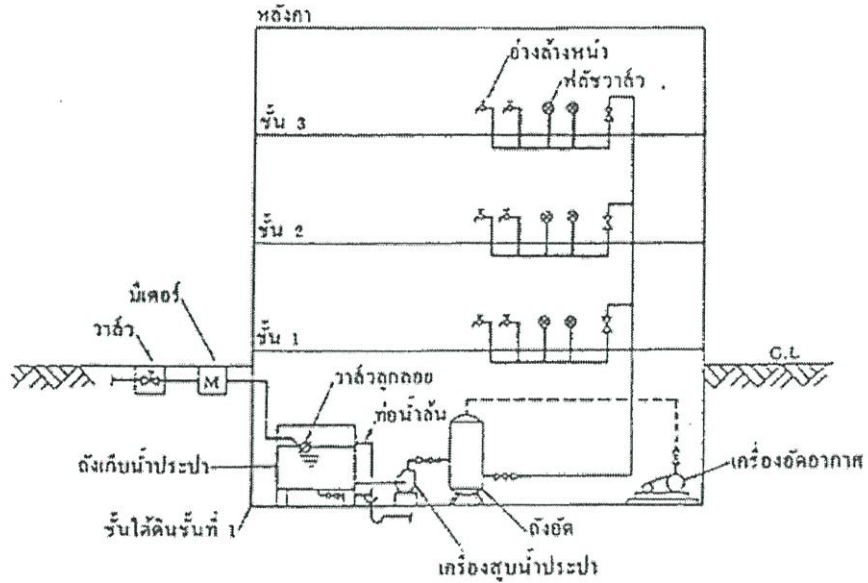 หลังคา
อ่างล้างหน้า
ฟลัชวาล์ว
ชั้น 3
ชั้น 2
มิเตอร์
วาล์ว
ชั้น 1
G.L
M
วาล์วลูกลอย
ท่อน้ำล้น
ถังเก็บน้ำประปา
เครื่องอัดอากาศ
ชั้นใต้ดินชั้นที่ 1
ถังอัด
เครื่องสูบน้ำประปา